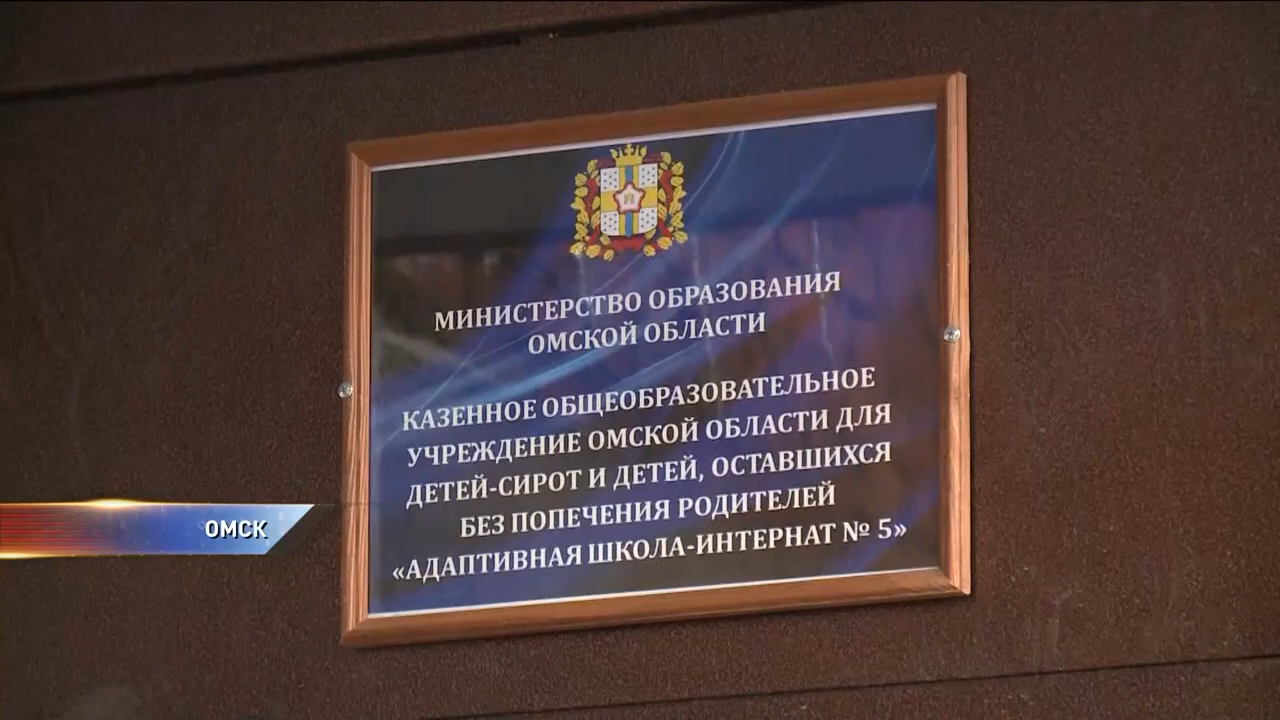 МИНИСТЕРСТВО ОБРАЗОВАНИЯ
ОМСКОЙ ОБЛАСТИ
КАЗЕННОЕ ОБЩЕОБРАЗОВАТЕЛЬНОЕ
УЧРЕЖДЕНИЕ ОМСКОЙ ОБЛАСТИ ДЛЯ
ДЕТЕЙ-СИРОТ И ДЕТЕЙ, ОСТАВШИХСЯ
БЕЗ ПОПЕЧЕНИЯ РОДИТЕЛЕЙ
«АДАПТИВНАЯ ШКОЛА-ИНТЕРНАТ № 5»
ОМСК